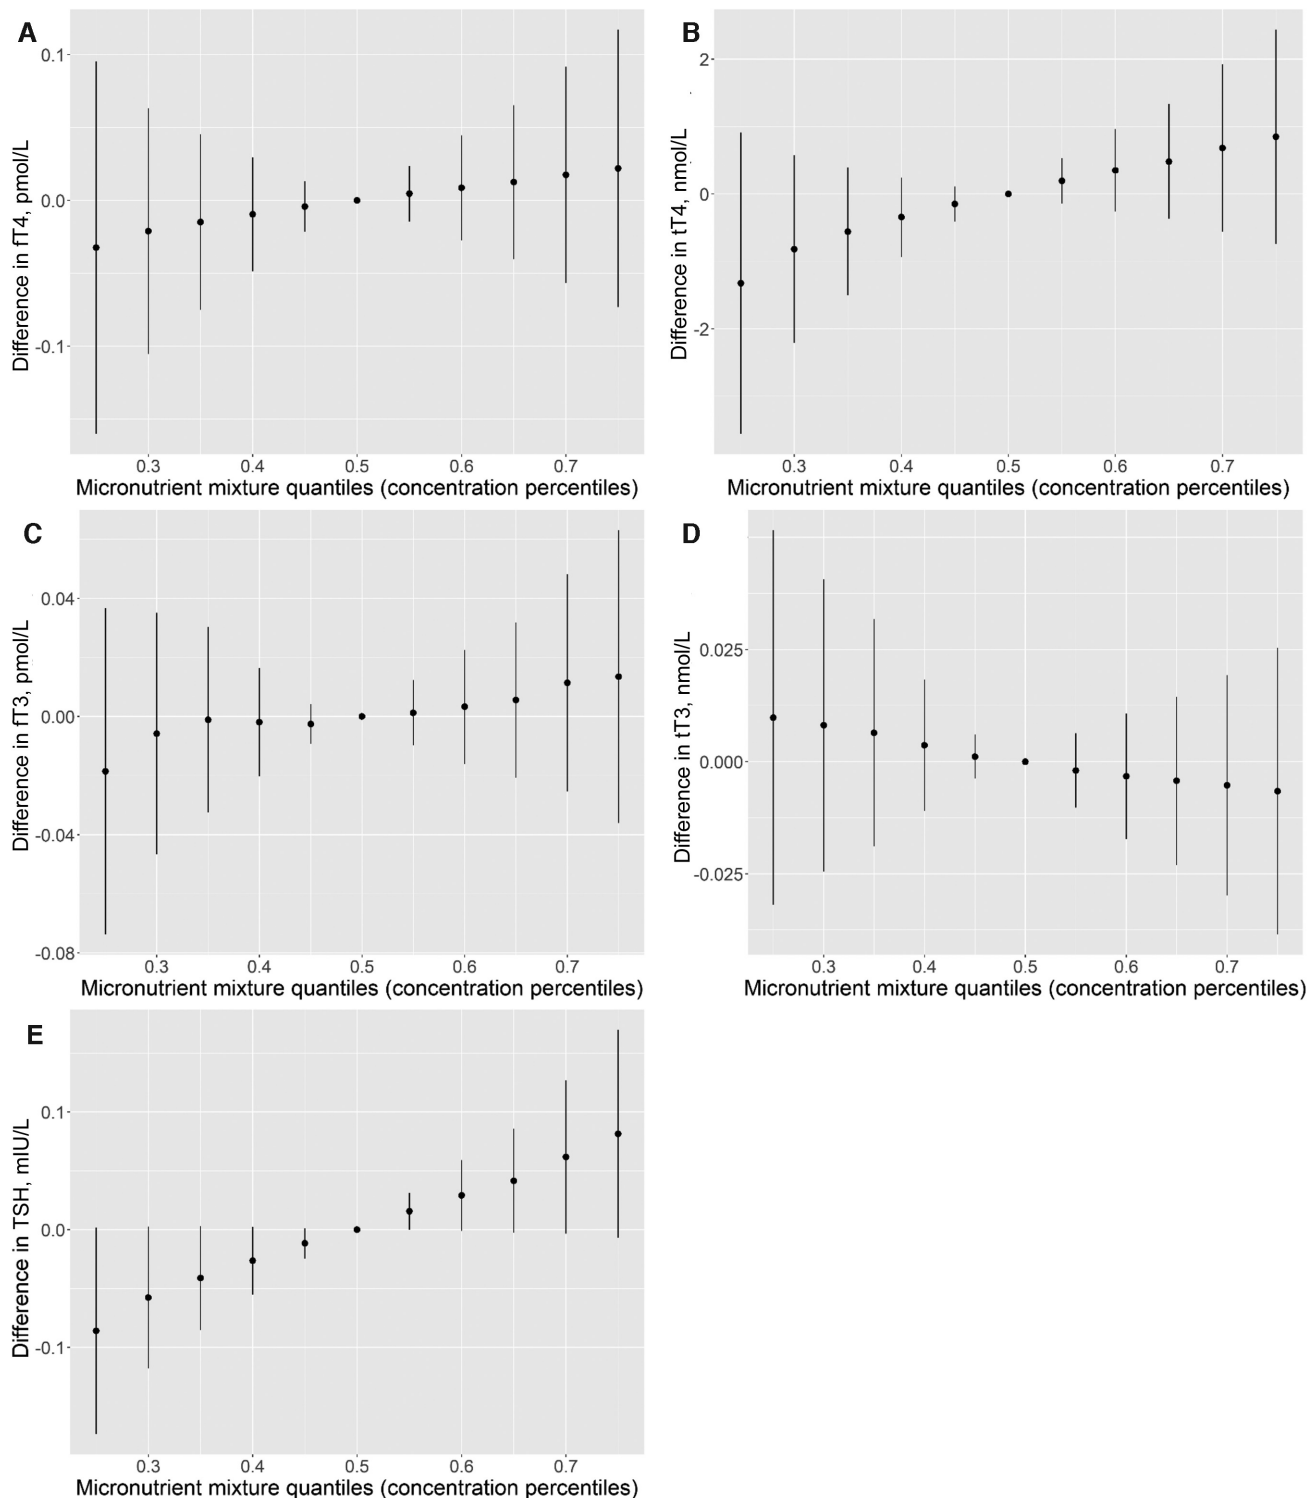 A
Difference in fT4, pmol/L
0.1
0.0
-0.1
0.3 0.4 0.5 0.6 0.7
Micronutrient mixture quantiles (concentration percentiles)
B
Difference in tT4, nmol/L
2
0
-2
0.3 0.4 0.5 0.6 0.7
Micronutrient mixture quantiles (concentration percentiles)
C
Difference in fT3, pmol/L
0.04
0.00
-0.04
-0.08
0.3 0.4 0.5 0.6 0.7
Micronutrient mixture quantiles (concentration percentiles)
D
Difference in tT3, nmol/L
0.025
0.000
-0.025
0.3 0.4 0.5 0.6 0.7
Micronutrient mixture quantiles (concentration percentiles)
E
Difference in TSH, mIU/L
0.1
0.0
-0.1
0.3 0.4 0.5 0.6 0.7
Micronutrient mixture quantiles (concentration percentiles)